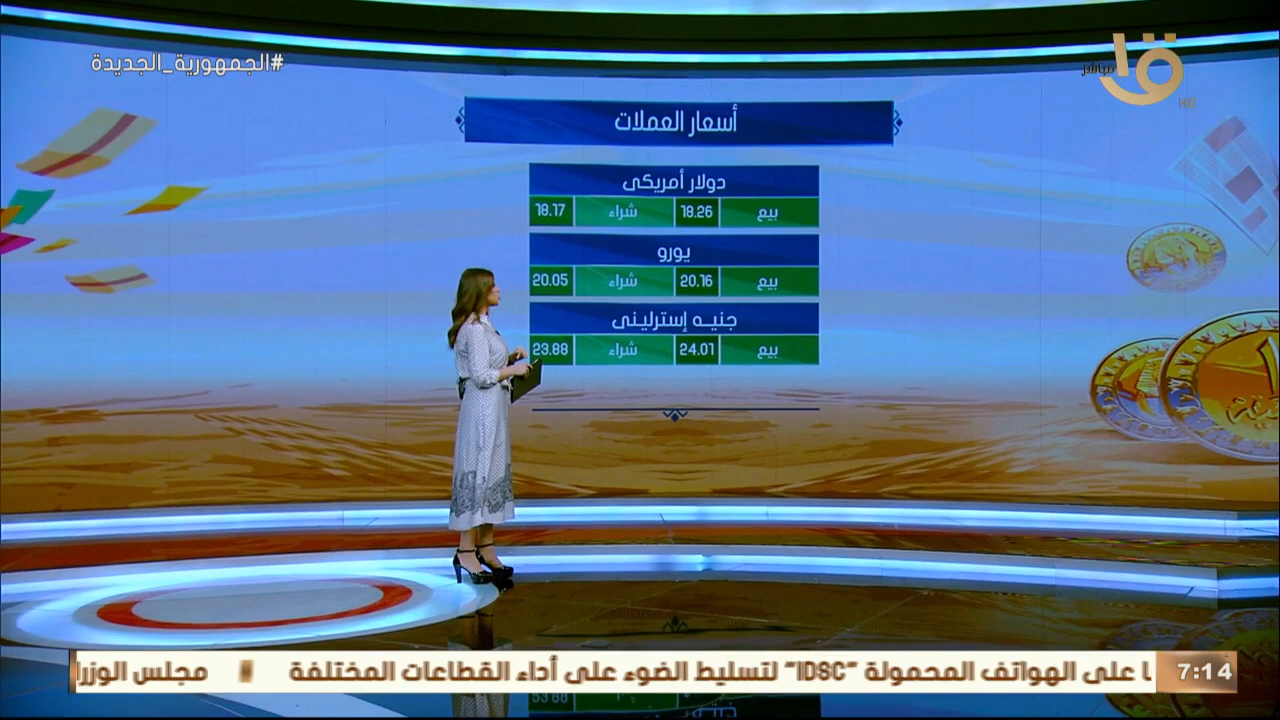 #الجمهورية_الجديدة
مباشر
HD
أسعار العملات
دولار أمريكى
بيع 18.26 شراء 18.17
يورو
بيع 20.16 شراء 20.05
جنيه إسترلينى
بيع 24.01 شراء 23.88
على الهواتف المحمولة "IDSC" لتسليط الضوء على أداء القطاعات المختلفة مجلس
7:14